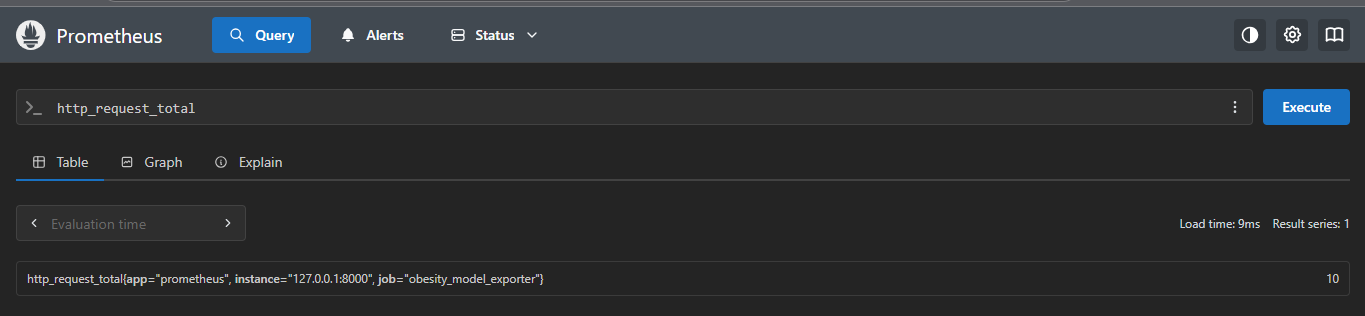 Prometheus Query Alerts Status
>_ http_request_total Execute
Table Graph Explain
Evaluation time Load time: 9ms Result series: 1
http_request_total{app="prometheus", instance="127.0.0.1:8000", job="obesity_model_exporter"} 10